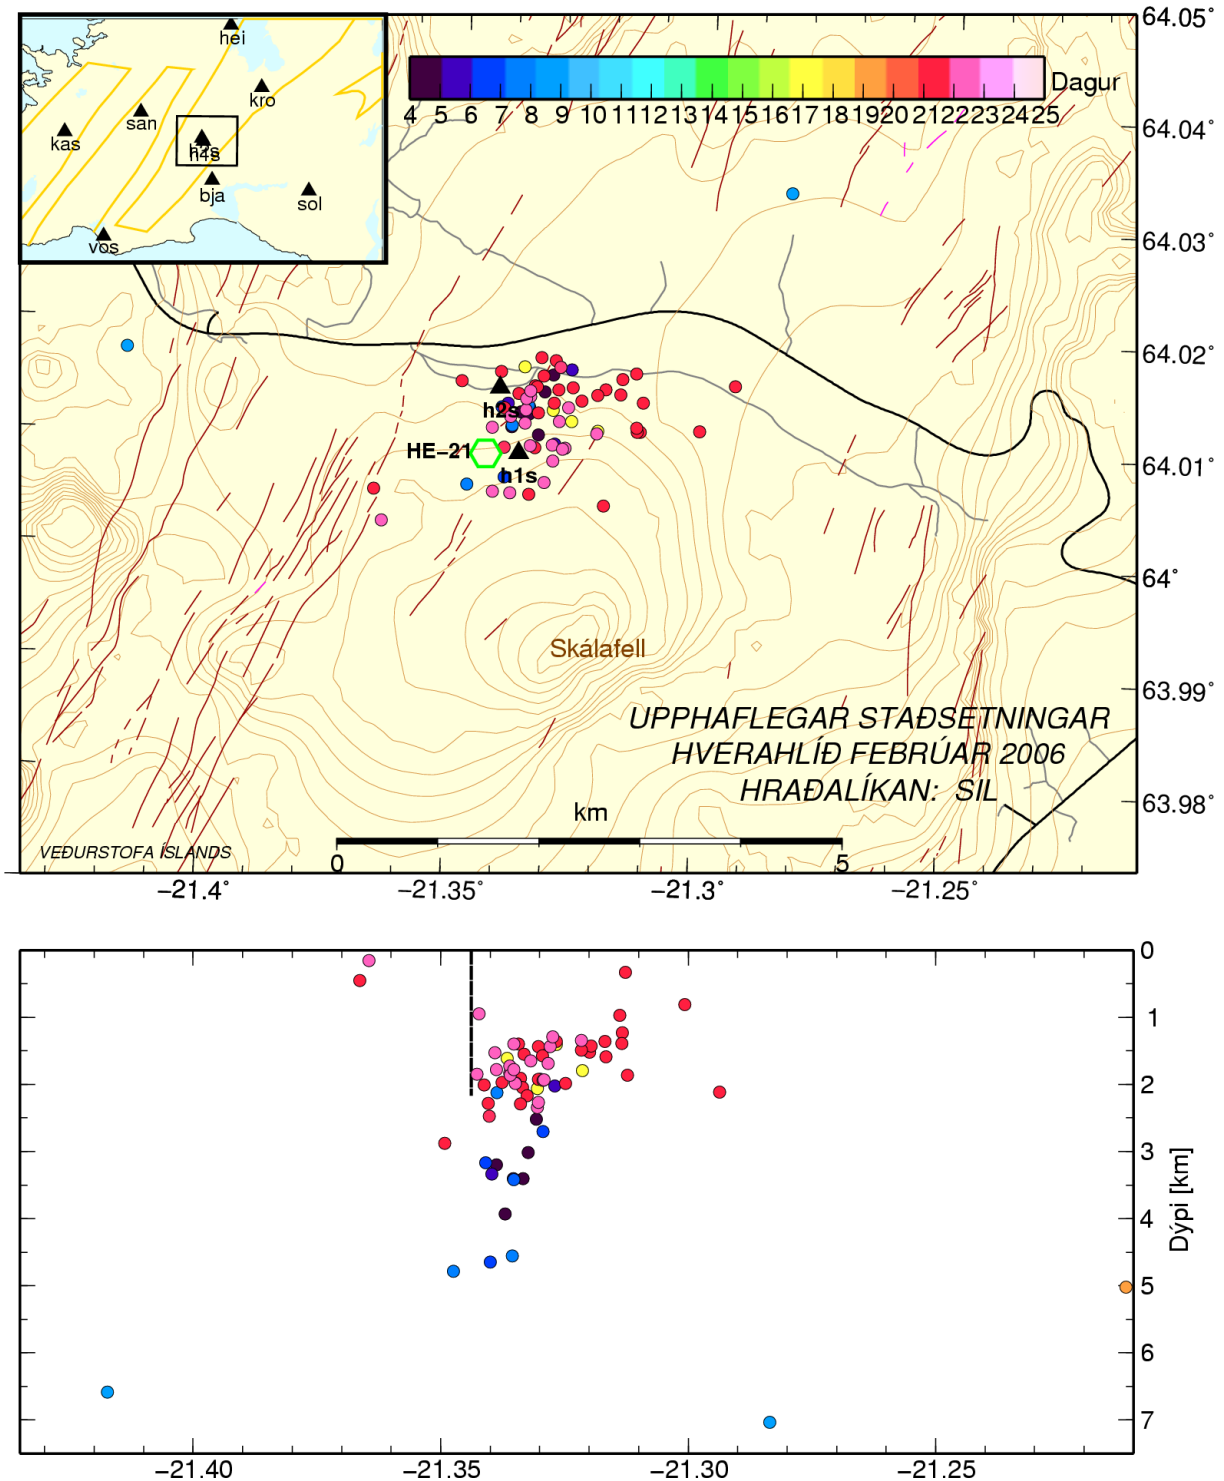 hei
kro
san
kas
h2s
h1s
bja
sol
vos
Dagur
4 5 6 7 8 9 10 11 12 13 14 15 16 17 18 19 20 21 22 23 24 25
64.05°
64.04°
64.03°
64.02°
64.01°
64°
63.99°
63.98°
h2s
HE-21
h1s
Skálafell
UPPHAFLEGAR STAÐSETNINGAR
HVERAHLÍÐ FEBRÚAR 2006
HRAÐALÍKAN: SIL
km
0 5
VEÐURSTOFA ÍSLANDS
-21.4° -21.35° -21.3° -21.25°
0
1
2
3
4
5
6
7
Dýpi [km]
-21.40 -21.35 -21.30 -21.25